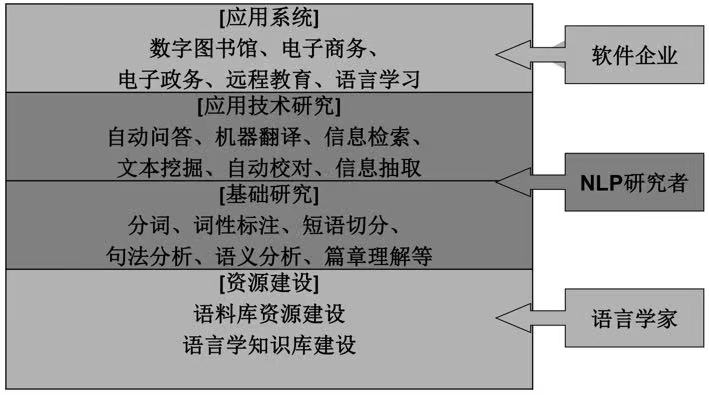 [应用系统]
数字图书馆、电子商务、
电子政务、远程教育、语言学习
软件企业
[应用技术研究]
自动问答、机器翻译、信息检索、
文本挖掘、自动校对、信息抽取
NLP研究者
[基础研究]
分词、词性标注、短语切分、
句法分析、语义分析、篇章理解等
[资源建设]
语料库资源建设
语言学知识库建设
语言学家